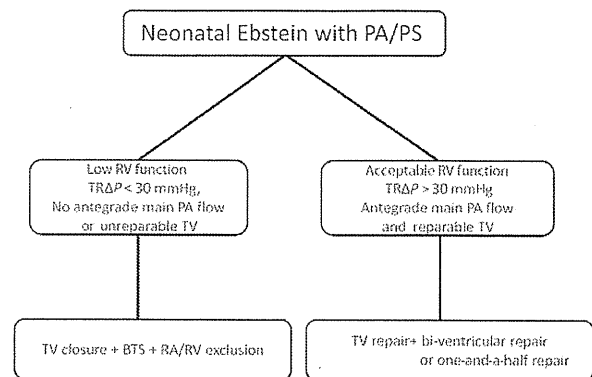 Neonatal Ebstein with PA/PS
Low RV function
TRΔP < 30 mmHg,
No antegrade main PA flow
or unreparable TV
Acceptable RV function
TRΔP > 30 mmHg
Antegrade main PA flow
and reparable TV
TV closure + BTS + RA/RV exclusion
TV repair+ bi-ventricular repair
or one-and-a-half repair